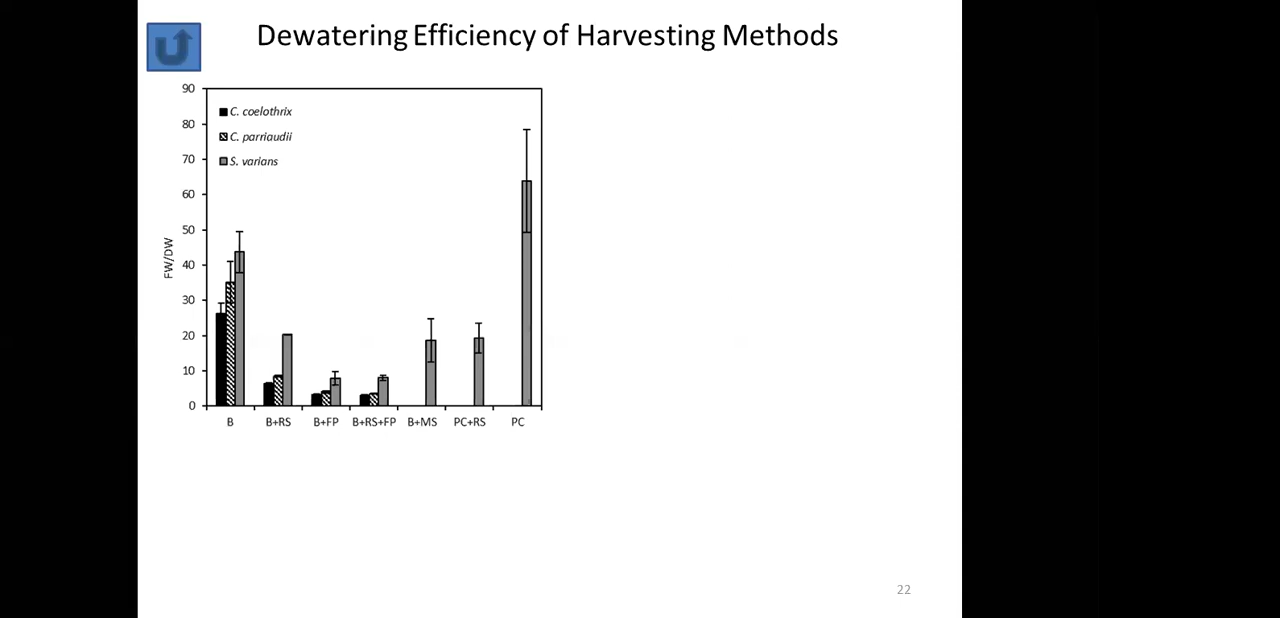 Dewatering Efficiency of Harvesting Methods
90
80
70
60
50
40
30
20
10
0
FW/DW
C. coelothrix
C. parriaudii
S. varians
B B+RS B+FP B+RS+FP B+MS PC+RS PC
22